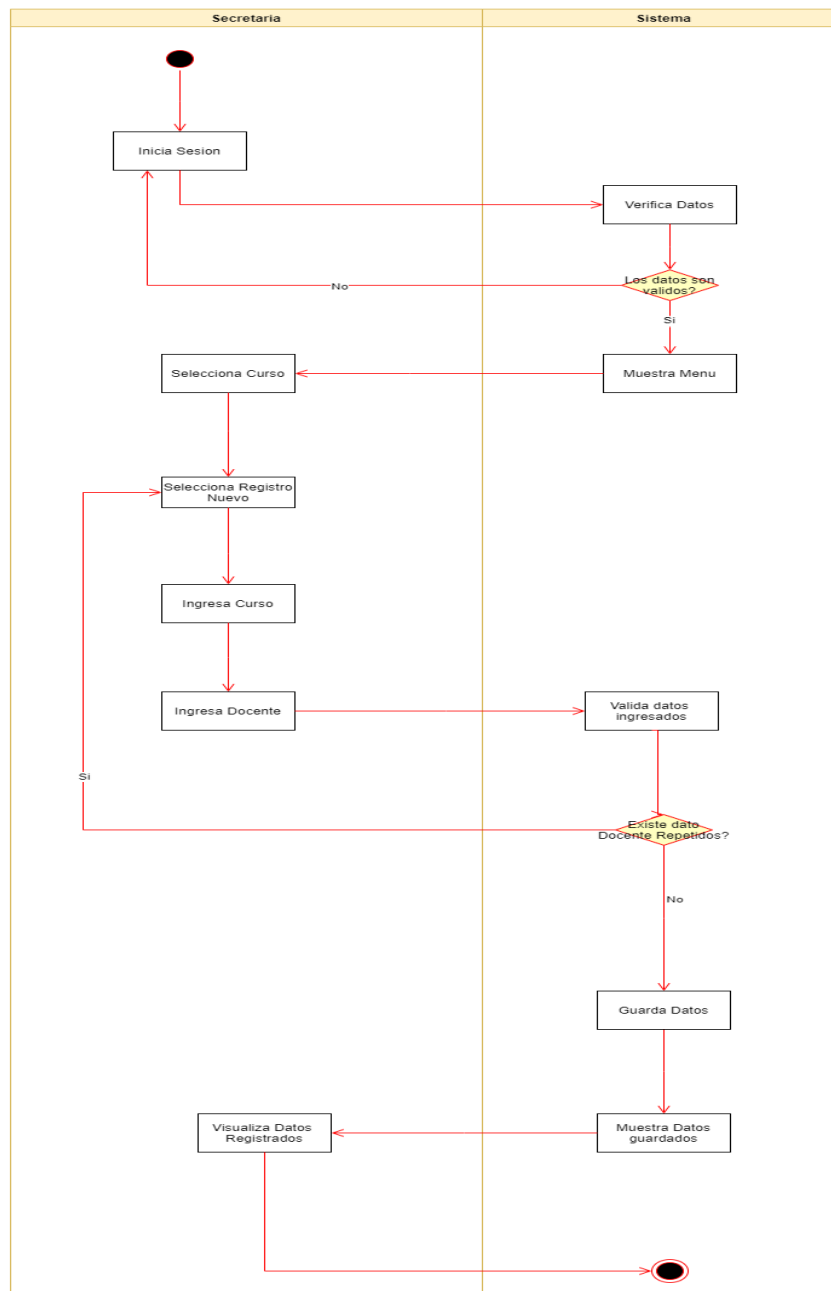 Secretaria
Sistema
Inicia Sesion
Verifica Datos
Los datos son
validos?
No
Si
Selecciona Curso
Muestra Menu
Selecciona Registro
Nuevo
Ingresa Curso
Ingresa Docente
Valida datos
ingresados
Si
Existe dato
Docente Repetidos?
No
Guarda Datos
Visualiza Datos
Registrados
Muestra Datos
guardados